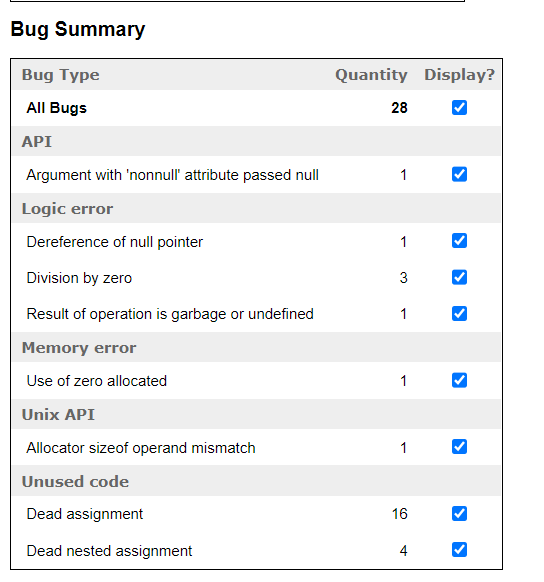 Bug Summary
Bug Type Quantity Display?
All Bugs 28
API
Argument with 'nonnull' attribute passed null 1
Logic error
Dereference of null pointer 1
Division by zero 3
Result of operation is garbage or undefined 1
Memory error
Use of zero allocated 1
Unix API
Allocator sizeof operand mismatch 1
Unused code
Dead assignment 16
Dead nested assignment 4